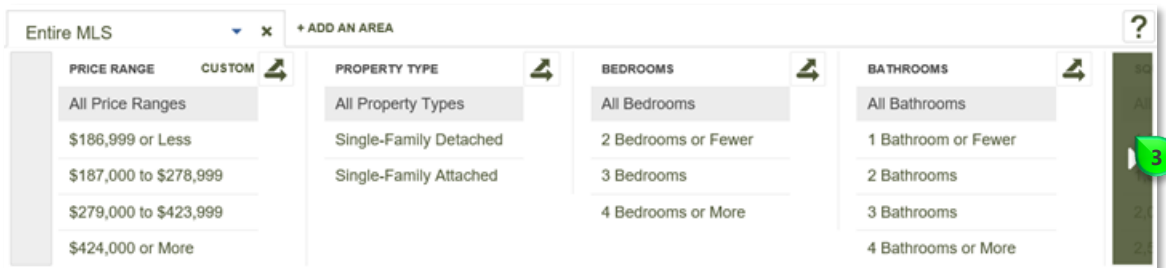 Entire MLS
+ ADD AN AREA
?
PRICE RANGE CUSTOM
All Price Ranges
$186,999 or Less
$187,000 to $278,999
$279,000 to $423,999
$424,000 or More
PROPERTY TYPE
All Property Types
Single-Family Detached
Single-Family Attached
BEDROOMS
All Bedrooms
2 Bedrooms or Fewer
3 Bedrooms
4 Bedrooms or More
BATHROOMS
All Bathrooms
1 Bathroom or Fewer
2 Bathrooms
3 Bathrooms
4 Bathrooms or More
3